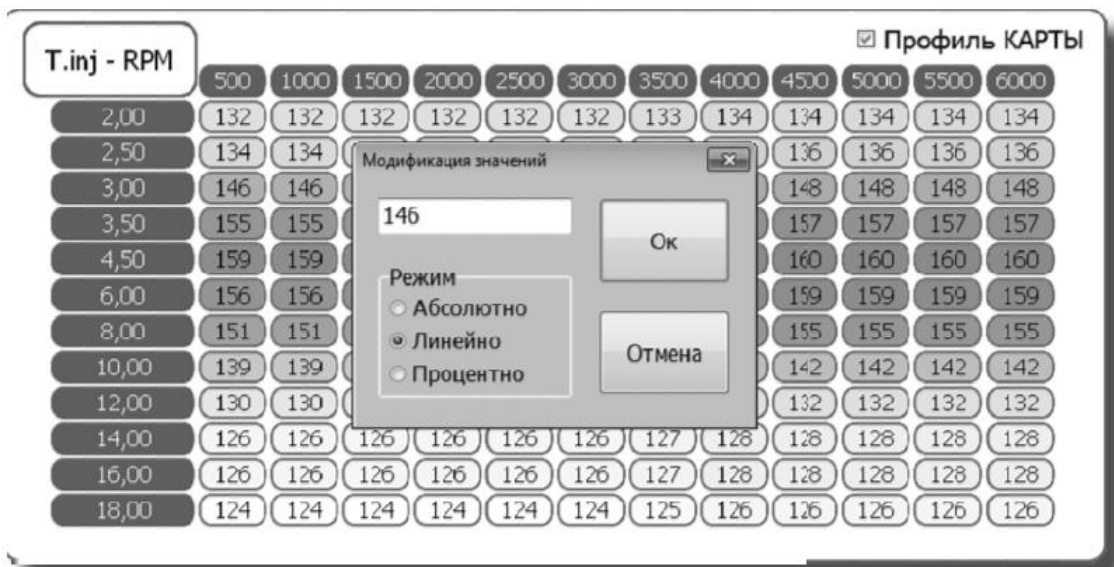 Профиль КАРТЫ
T.inj - RPM
500 1000 1500 2000 2500 3000 3500 4000 4500 5000 5500 6000
2,00 132 132 132 132 132 132 133 134 134 134 134 134
2,50 134 134 136 136 136 136
3,00 146 146 148 148 148 148
3,50 155 155 157 157 157 157
4,50 159 159 160 160 160 160
6,00 156 156 159 159 159 159
8,00 151 151 155 155 155 155
10,00 139 139 142 142 142 142
12,00 130 130 132 132 132 132
14,00 126 126 126 126 126 126 127 128 128 128 128 128
16,00 126 126 126 126 126 126 127 128 128 128 128 128
18,00 124 124 124 124 124 124 125 126 126 126 126 126
Модификация значений
146
Ок
Режим
Абсолютно
Линейно
Процентно
Отмена